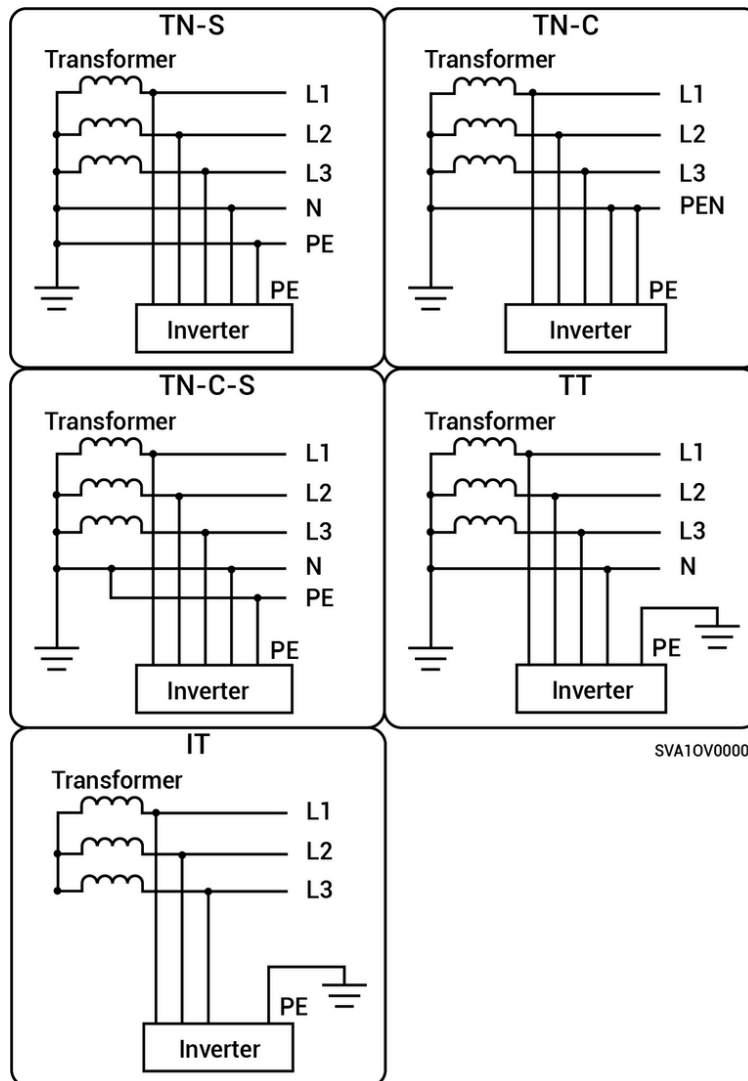 TN-S
Transformer
L1
L2
L3
N
PE
PE
Inverter
TN-C
Transformer
L1
L2
L3
PEN
PE
Inverter
TN-C-S
Transformer
L1
L2
L3
N
PE
PE
Inverter
TT
Transformer
L1
L2
L3
N
PE
Inverter
SVA1OV0000
IT
Transformer
L1
L2
L3
PE
Inverter